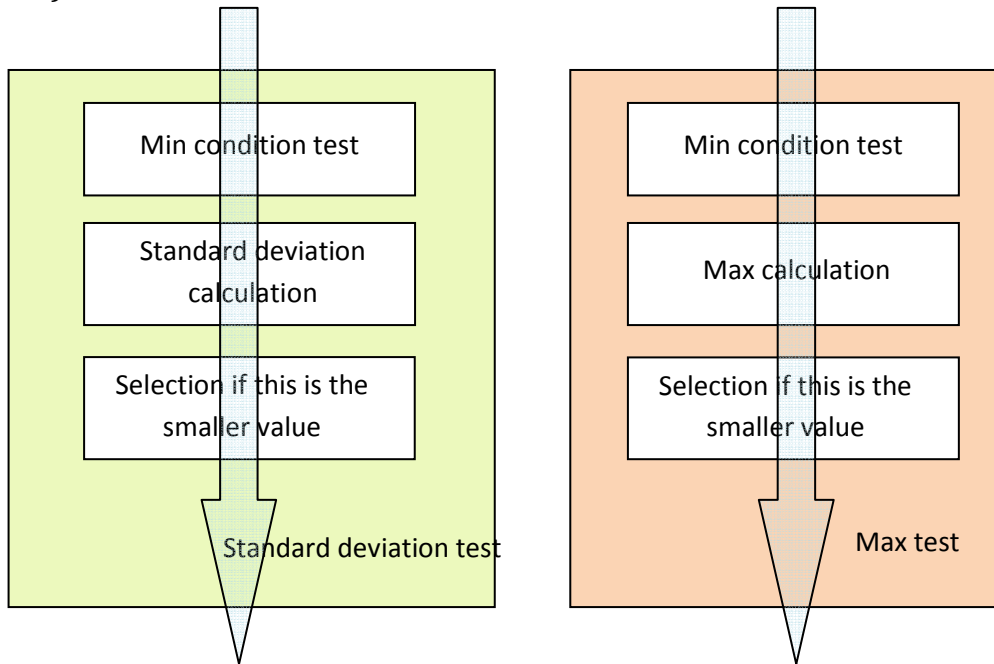 Min condition test
Standard deviation
calculation
Selection if this is the
smaller value
Standard deviation test
Min condition test
Max calculation
Selection if this is the
smaller value
Max test